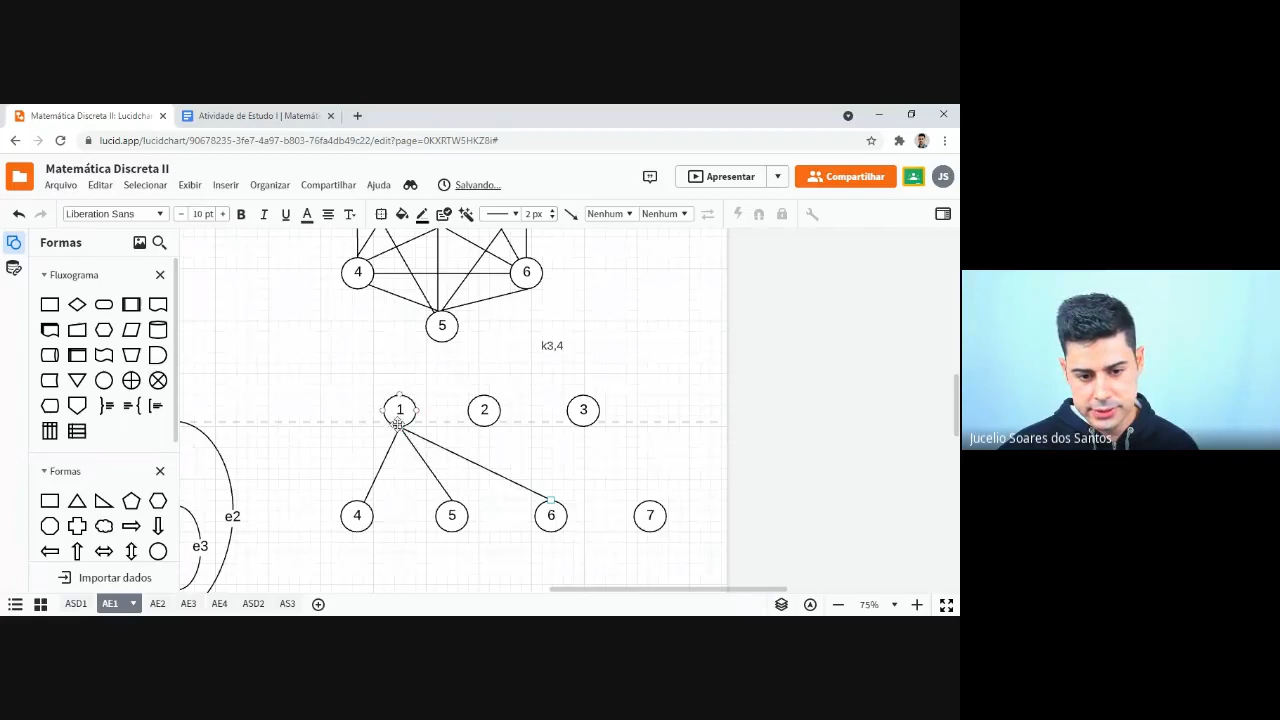 Matemática Discreta II: Lucidchart
Atividade de Estudo I | Matemát
lucid.app/lucidchart/90678235-3fe7-4a97-b803-76fa4db49c22/edit?page=0KXRTW5HKZ8i#
Matemática Discreta II
Arquivo Editar Selecionar Exibir Inserir Organizar Compartilhar Ajuda Salvando...
Apresentar
Compartilhar
JS
Liberation Sans 10 pt B I U A T 2 px Nenhum Nenhum
Formas
Fluxograma
Formas
Importar dados
4 6
5
k3,4
1 2 3
4 5 6 7
e2
e3
ASD1 AE1 AE2 AE3 AE4 ASD2 AS3
75%
Jucelio Soares dos Santos